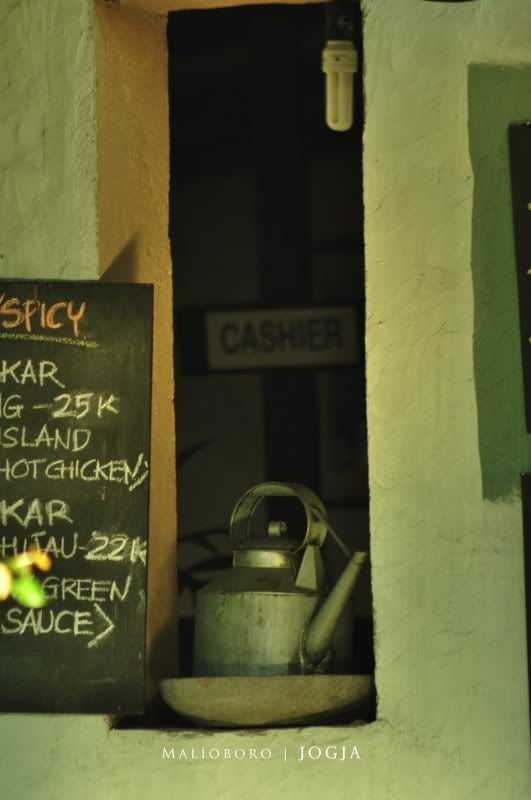 SPICY
KAR
G - 25K
ISLAND
HOT CHICKEN)
KAR
HIJAU - 22K
GREEN
SAUCE>
CASHIER
MALIOBORO | JOGJA